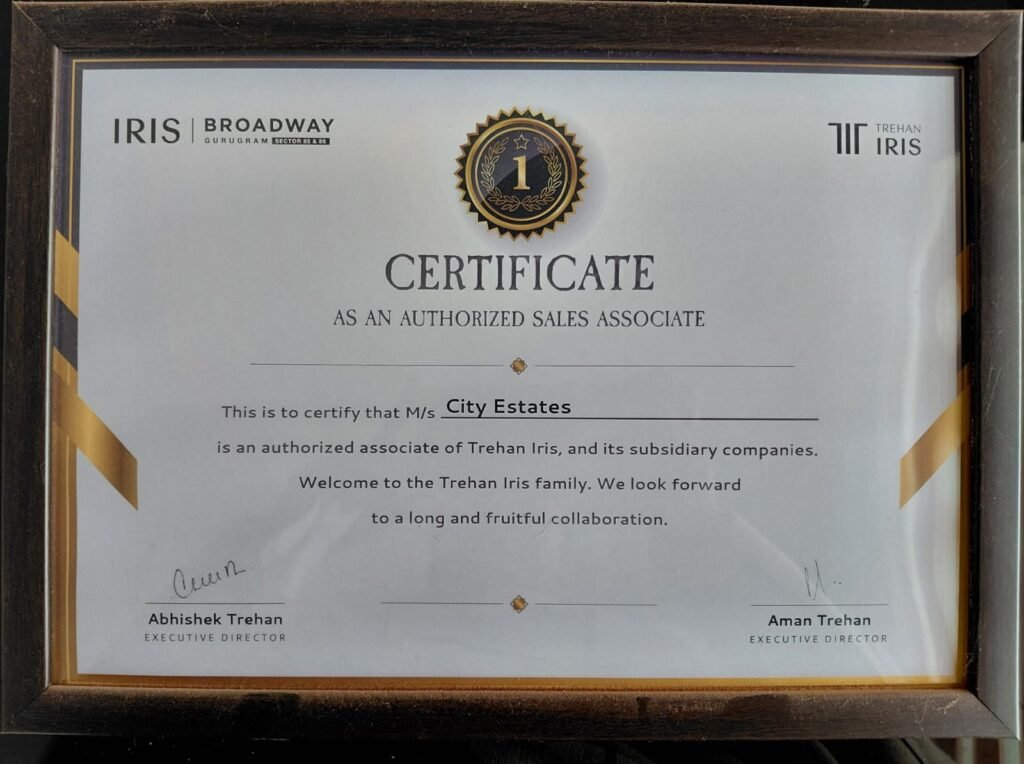 IRIS | BROADWAY
GURUGRAM SECTOR 85 & 86
TREHAN
IRIS
1
CERTIFICATE
AS AN AUTHORIZED SALES ASSOCIATE
This is to certify that M/s City Estates
is an authorized associate of Trehan Iris, and its subsidiary companies.
Welcome to the Trehan Iris family. We look forward
to a long and fruitful collaboration.
Abhishek Trehan
EXECUTIVE DIRECTOR
Aman Trehan
EXECUTIVE DIRECTOR